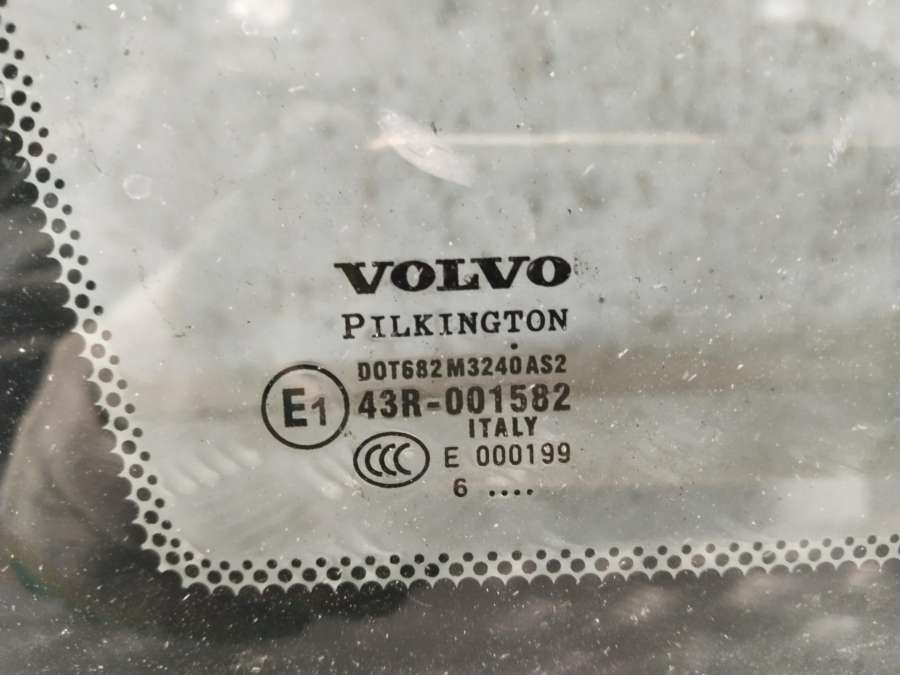 VOLVO
PILKINGTON
DOT682 M3240 AS2
E1 43R-001582
ITALY
CCC E 000199
6 ....